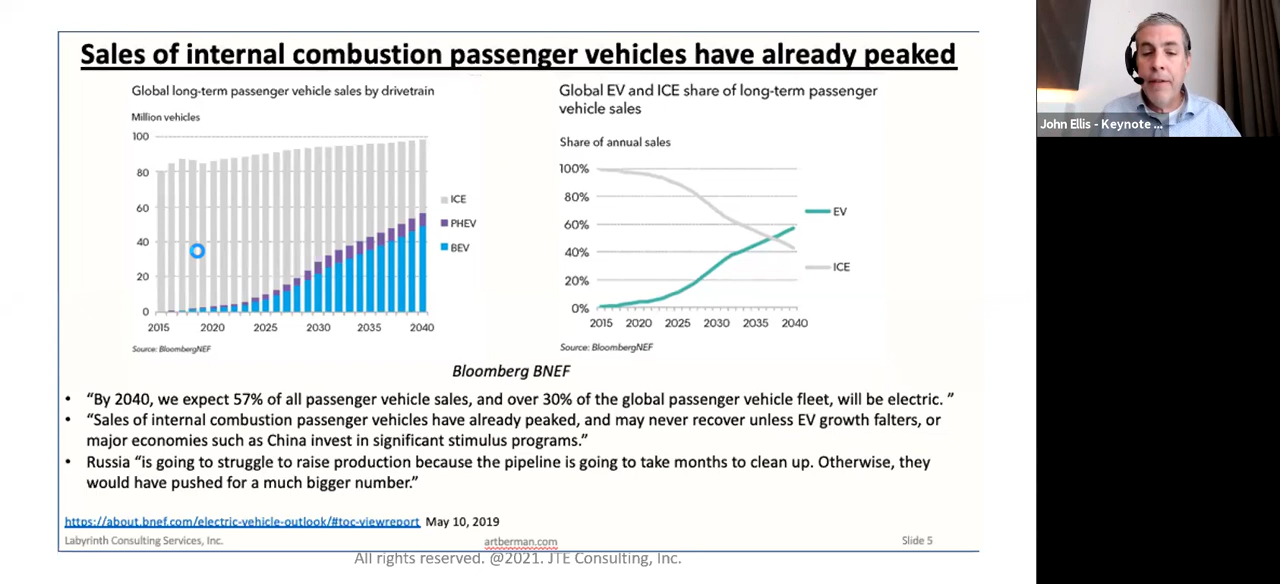 Sales of internal combustion passenger vehicles have already peaked
Global long-term passenger vehicle sales by drivetrain
Million vehicles
100
80
60
40
20
0
2015
2020
2025
2030
2035
2040
ICE
PHEV
BEV
Source: BloombergNEF
Global EV and ICE share of long-term passenger
vehicle sales
Share of annual sales
100%
80%
60%
40%
20%
0%
2015
2020
2025
2030
2035
2040
EV
ICE
Source: BloombergNEF
Bloomberg BNEF
• “By 2040, we expect 57% of all passenger vehicle sales, and over 30% of the global passenger vehicle fleet, will be electric. ”
• “Sales of internal combustion passenger vehicles have already peaked, and may never recover unless EV growth falters, or
major economies such as China invest in significant stimulus programs.”
• Russia “is going to struggle to raise production because the pipeline is going to take months to clean up. Otherwise, they
would have pushed for a much bigger number.”
https://about.bnef.com/electric-vehicle-outlook/#toc-viewreport May 10, 2019
Labyrinth Consulting Services, Inc.
artberman.com
Slide 5
All rights reserved. @2021. JTE Consulting, Inc.
John Ellis - Keynote ...